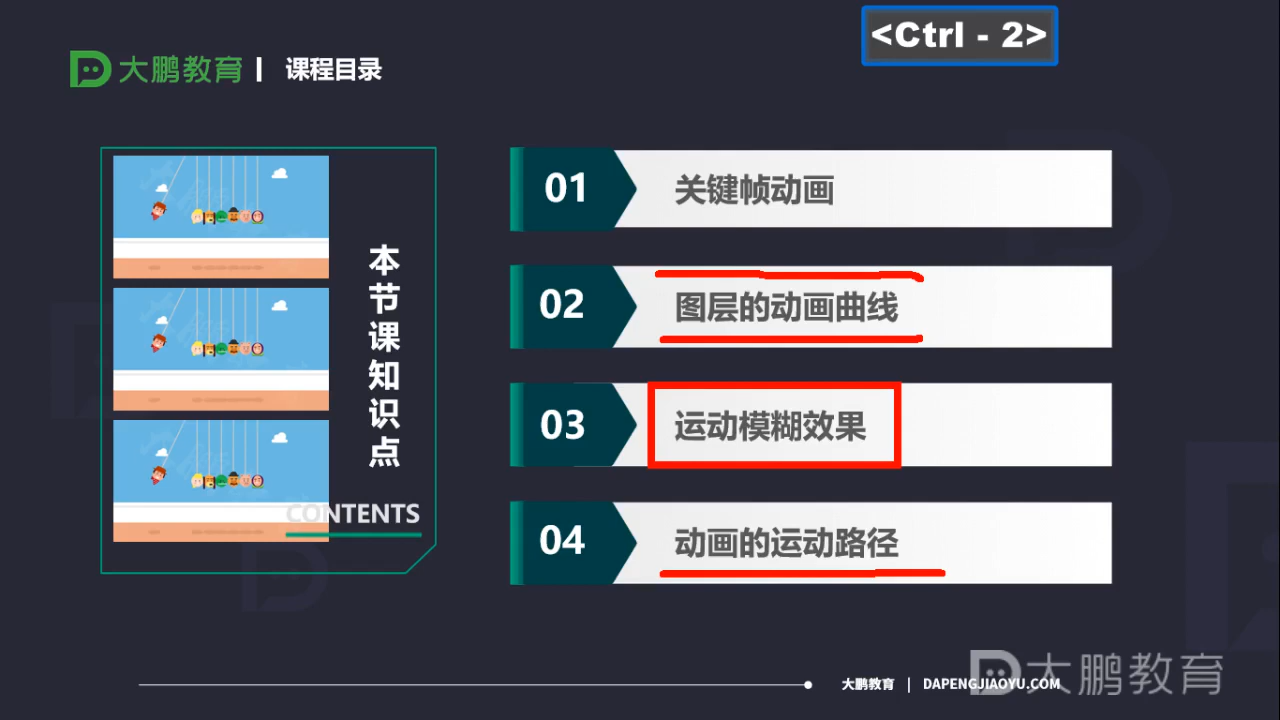 <Ctrl - 2>
大鹏教育 | 课程目录
本节课知识点
CONTENTS
01 关键帧动画
02 图层的动画曲线
03 运动模糊效果
04 动画的运动路径
大鹏教育 | DAPENGJIAOYU.COM
大鹏教育